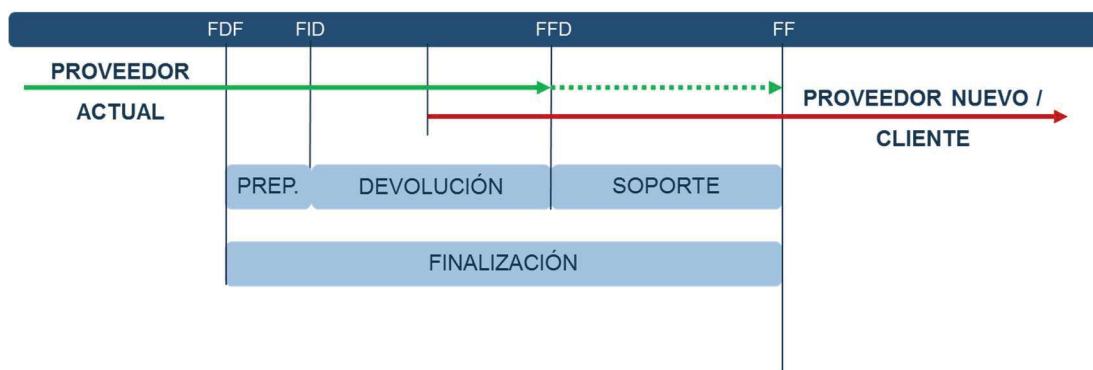 FDF FID FFD FF
PROVEEDOR
ACTUAL
PROVEEDOR NUEVO /
CLIENTE
PREP. DEVOLUCIÓN SOPORTE
FINALIZACIÓN